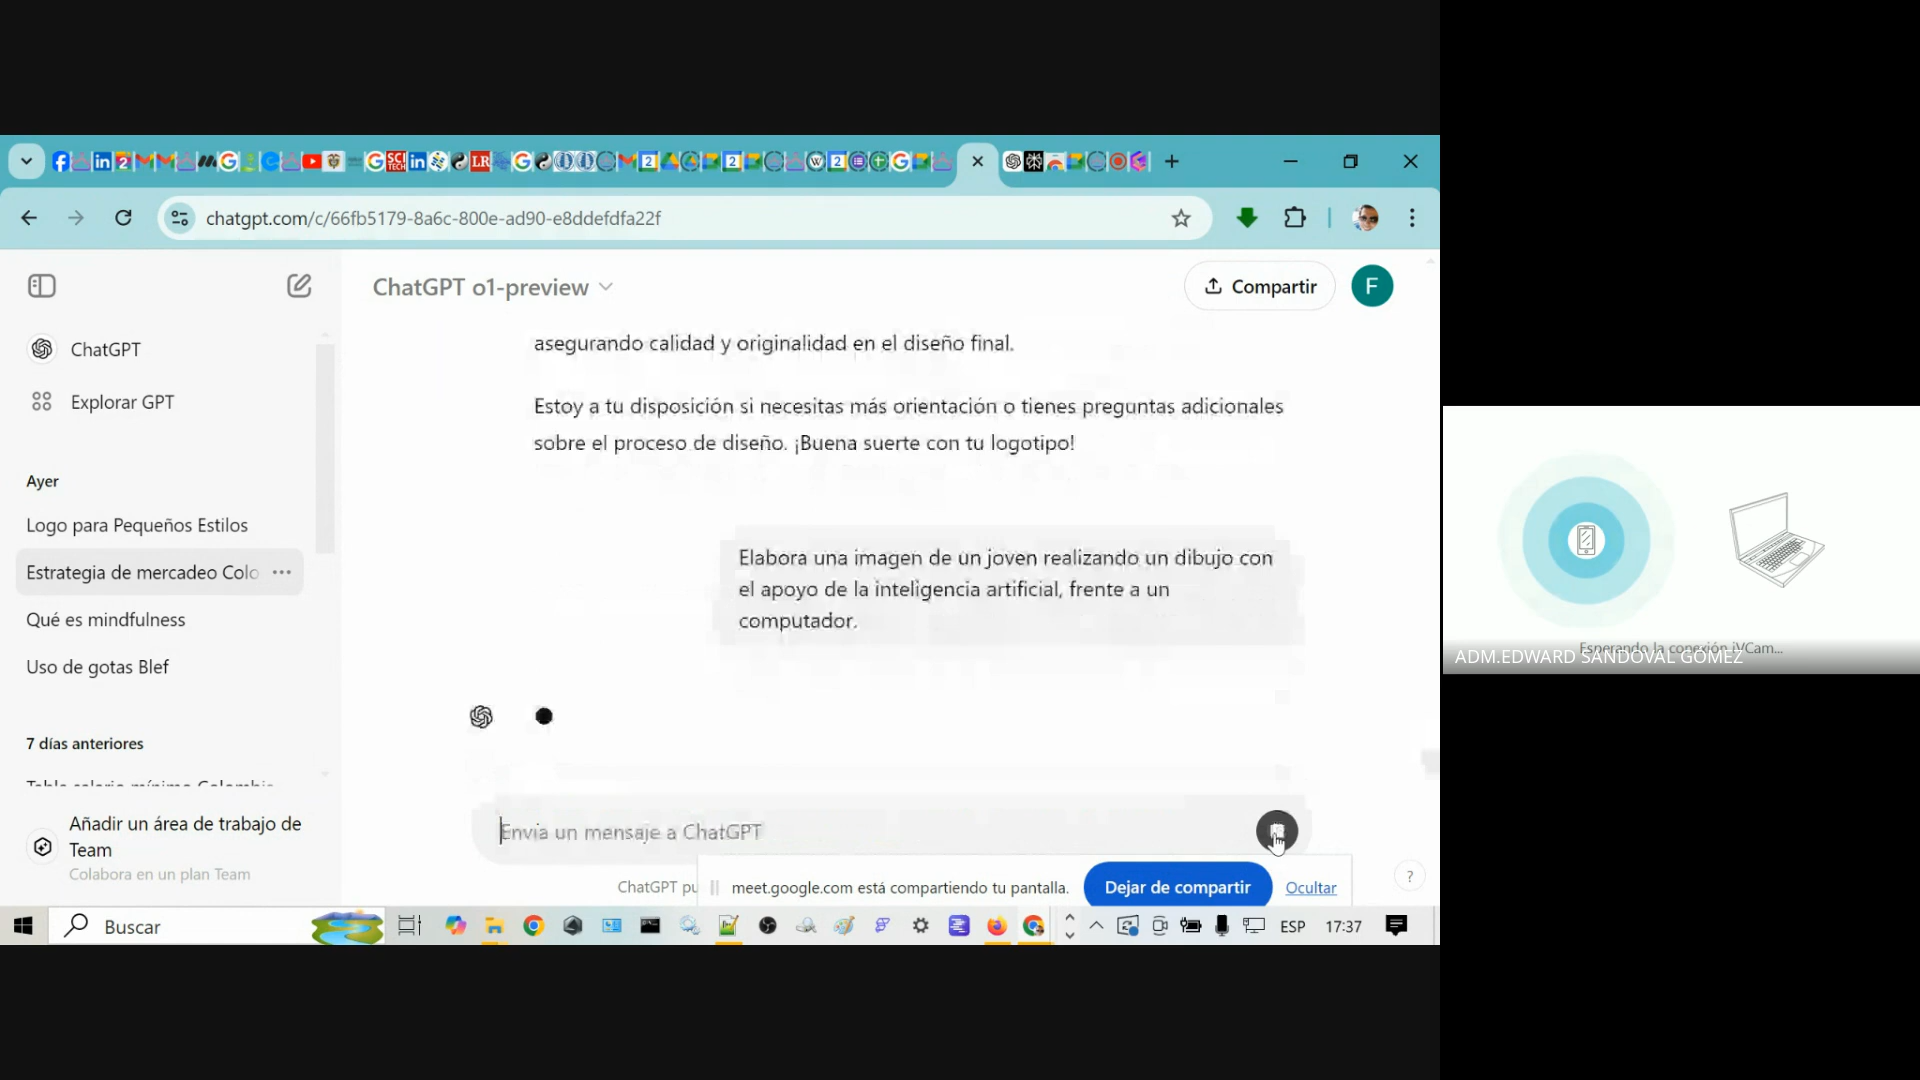 chatgpt.com/c/66fb5179-8a6c-800e-ad90-e8ddefdfa22f
ChatGPT o1-preview
Compartir
F
ChatGPT
Explorar GPT
Ayer
Logo para Pequeños Estilos
Estrategia de mercadeo Colo
Qué es mindfulness
Uso de gotas Blef
7 días anteriores
Añadir un área de trabajo de
Team
Colabora en un plan Team
asegurando calidad y originalidad en el diseño final.
Estoy a tu disposición si necesitas más orientación o tienes preguntas adicionales
sobre el proceso de diseño. ¡Buena suerte con tu logotipo!
Elabora una imagen de un joven realizando un dibujo con
el apoyo de la inteligencia artificial, frente a un
computador.
Envía un mensaje a ChatGPT
ChatGPT pu
meet.google.com está compartiendo tu pantalla.
Dejar de compartir
Ocultar
?
Buscar
ESP
17:37
Esperando la conexión iVCam...
ADM.EDWARD SANDOVAL GOMEZ